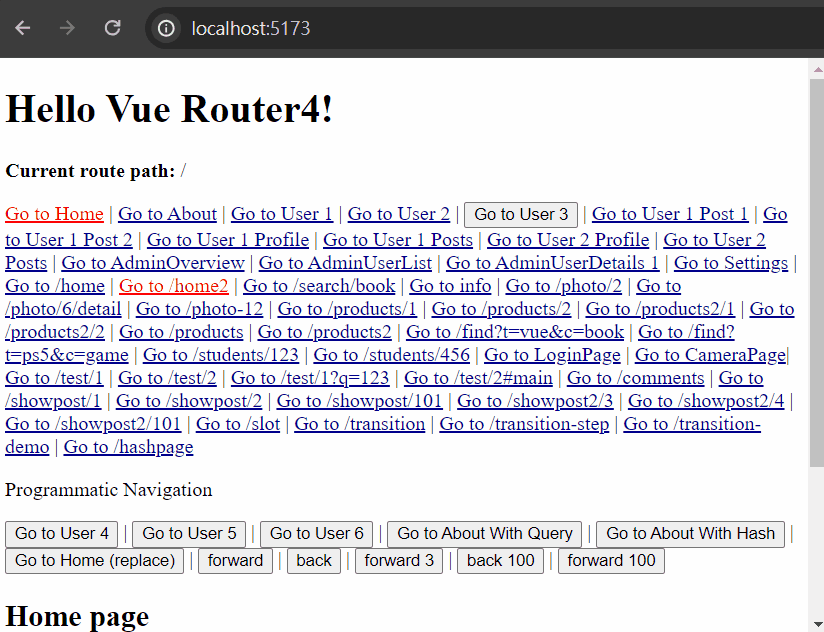 localhost:5173
Hello Vue Router4!
Current route path: /
Go to Home | Go to About | Go to User 1 | Go to User 2 | Go to User 3 | Go to User 1 Post 1 | Go
to User 1 Post 2 | Go to User 1 Profile | Go to User 1 Posts | Go to User 2 Profile | Go to User 2
Posts | Go to AdminOverview | Go to AdminUserList | Go to AdminUserDetails 1 | Go to Settings |
Go to /home | Go to /home2 | Go to /search/book | Go to info | Go to /photo/2 | Go to
/photo/6/detail | Go to /photo-12 | Go to /products/1 | Go to /products/2 | Go to /products2/1 | Go to
/products2/2 | Go to /products | Go to /products2 | Go to /find?t=vue&c=book | Go to /find?
t=ps5&c=game | Go to /students/123 | Go to /students/456 | Go to LoginPage | Go to CameraPage|
Go to /test/1 | Go to /test/2 | Go to /test/1?q=123 | Go to /test/2#main | Go to /comments | Go to
/showpost/1 | Go to /showpost/2 | Go to /showpost/101 | Go to /showpost2/3 | Go to /showpost2/4 |
Go to /showpost2/101 | Go to /slot | Go to /transition | Go to /transition-step | Go to /transition-
demo | Go to /hashpage
Programmatic Navigation
Go to User 4 | Go to User 5 | Go to User 6 | Go to About With Query | Go to About With Hash |
Go to Home (replace) | forward | back | forward 3 | back 100 | forward 100
Home page